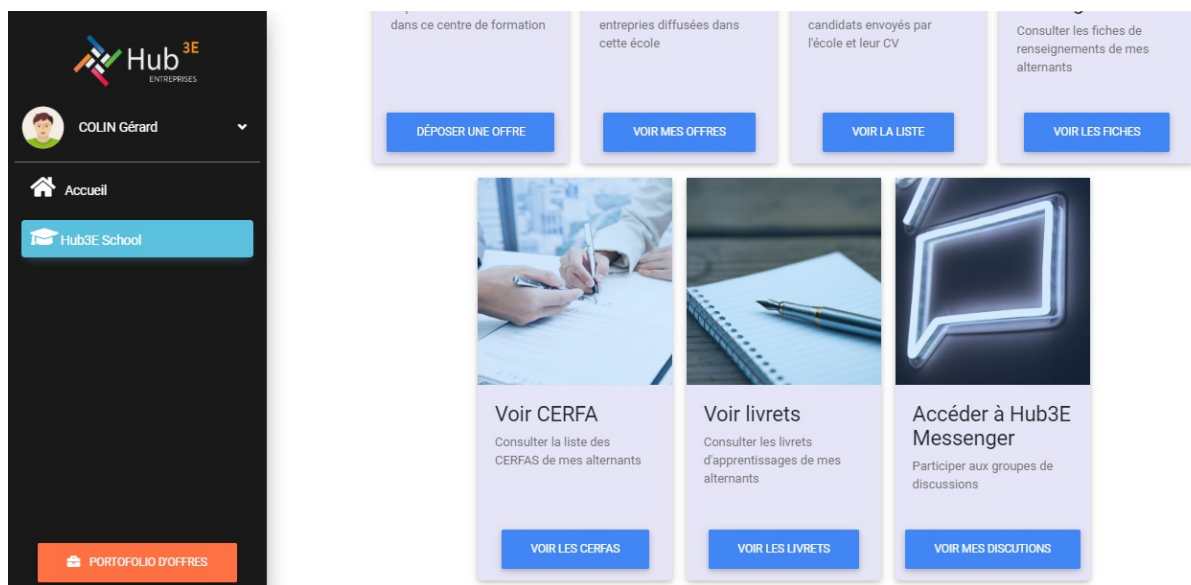 Hub 3E
ENTREPRISES
COLIN Gérard
Accueil
Hub3E School
PORTOFOLIO D'OFFRES
dans ce centre de formation
DÉPOSER UNE OFFRE
entrepries diffusées dans
cette école
VOIR MES OFFRES
candidats envoyés par
l'école et leur CV
VOIR LA LISTE
Consulter les fiches de
renseignements de mes
alternants
VOIR LES FICHES
Voir CERFA
Consulter la liste des
CERFAS de mes alternants
VOIR LES CERFAS
Voir livrets
Consulter les livrets
d'apprentissages de mes
alternants
VOIR LES LIVRETS
Accéder à Hub3E
Messenger
Participer aux groupes de
discussions
VOIR MES DISCUTIONS